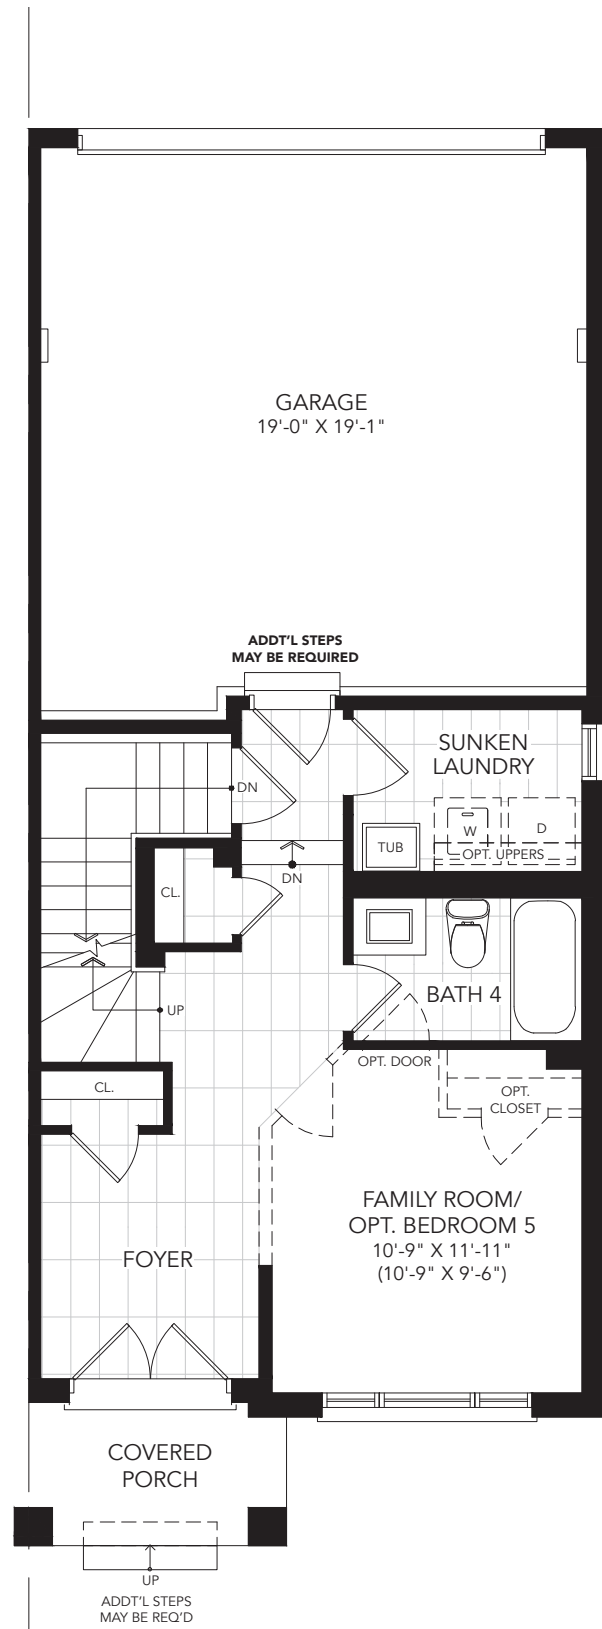 GARAGE
19'-0" X 19'-1"
ADDT'L STEPS
MAY BE REQUIRED
SUNKEN
LAUNDRY
DN
W
D
TUB
OPT. UPPERS
DN
CL.
BATH 4
UP
OPT. DOOR
CL.
OPT.
CLOSET
FAMILY ROOM/
OPT. BEDROOM 5
10'-9" X 11'-11"
(10'-9" X 9'-6")
FOYER
COVERED
PORCH
UP
ADDT'L STEPS
MAY BE REQ'D